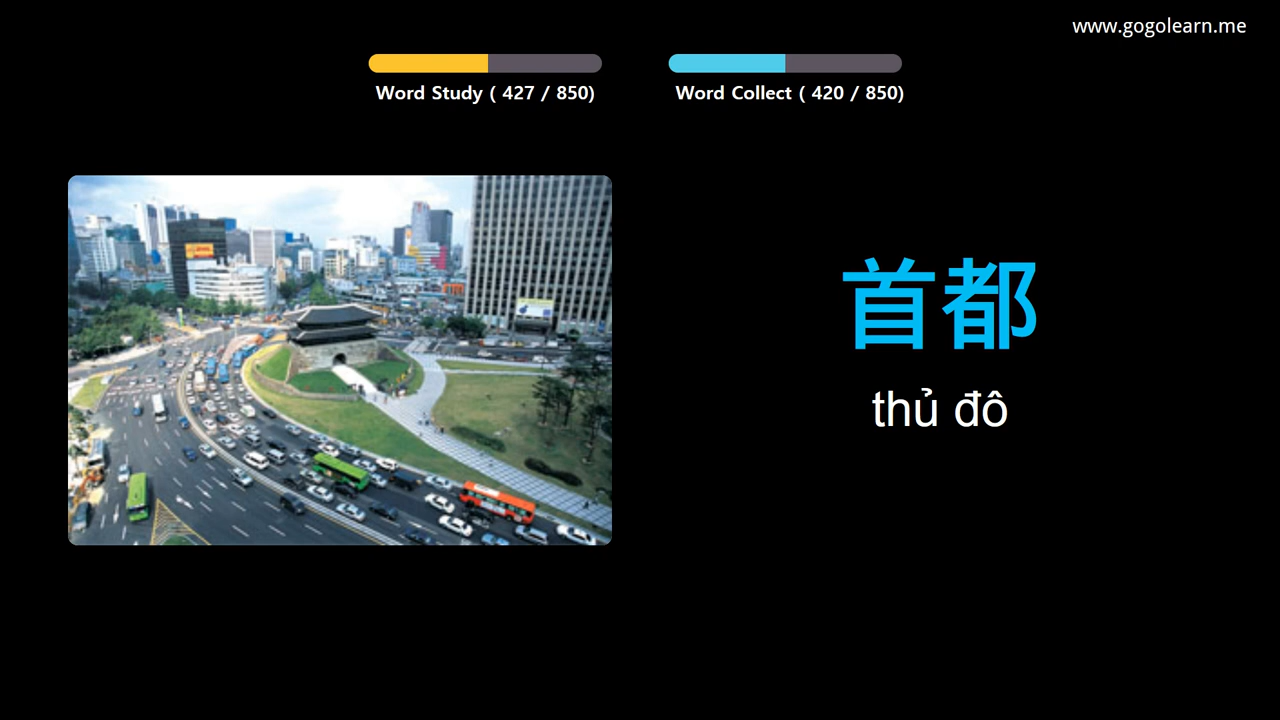 www.gogolearn.me
Word Study ( 427 / 850)
Word Collect ( 420 / 850)
首都
thủ đô